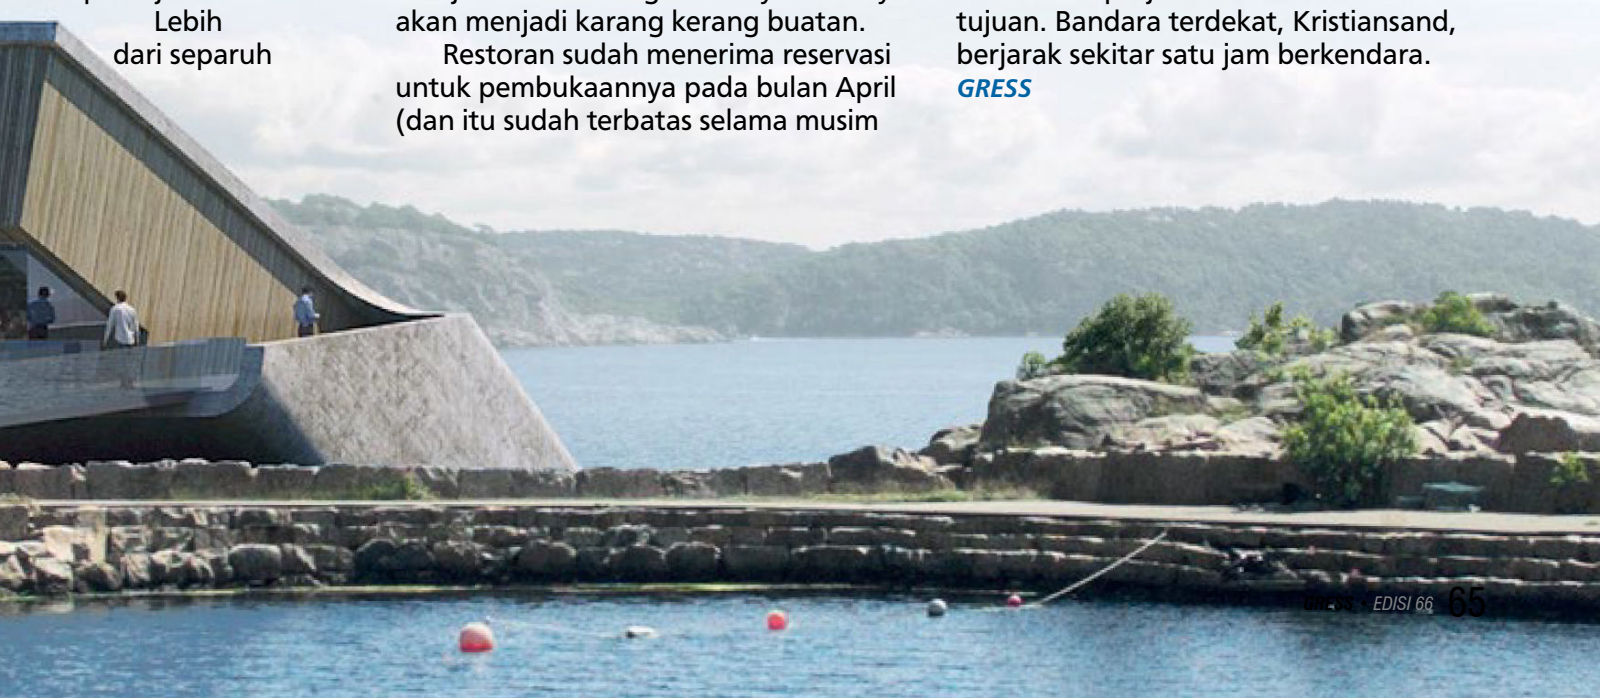 Lebih
dari separuh
akan menjadi karang kerang buatan.
Restoran sudah menerima reservasi
untuk pembukaannya pada bulan April
(dan itu sudah terbatas selama musim
tujuan. Bandara terdekat, Kristiansand,
berjarak sekitar satu jam berkendara.
GRESS
GRESS EDISI 66 65